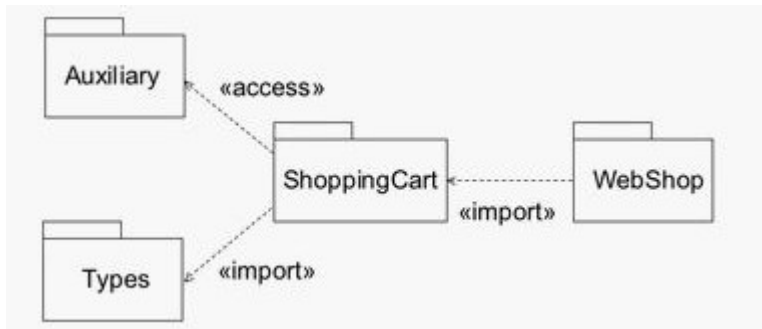 Auxiliary
«access»
ShoppingCart
WebShop
«import»
Types
«import»